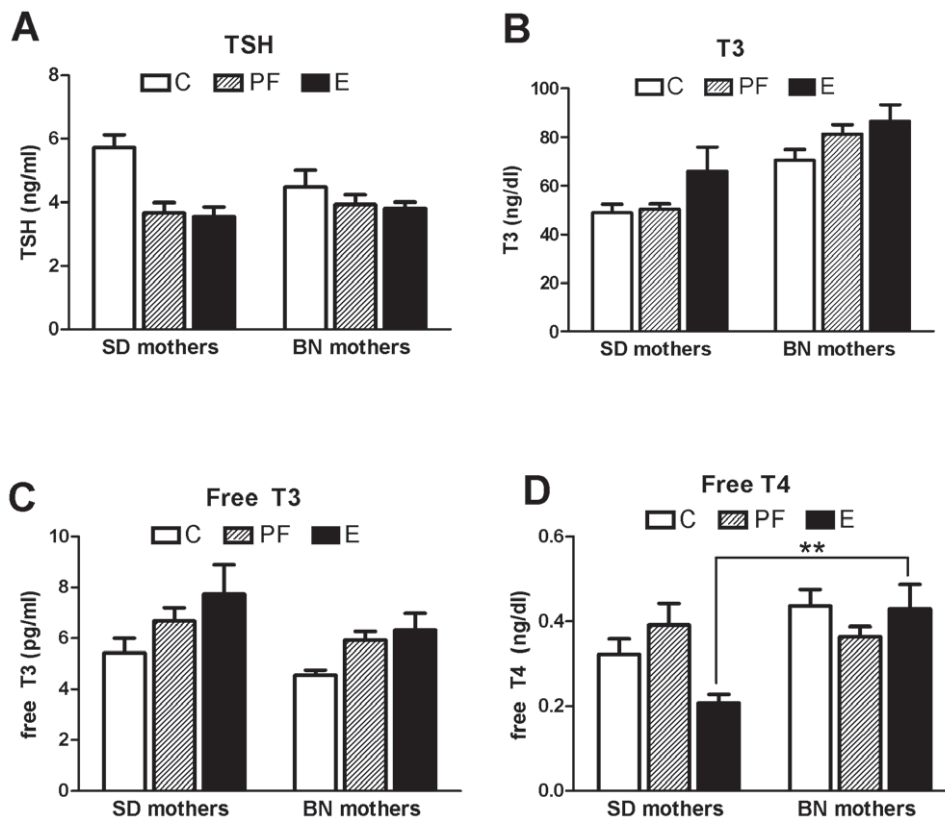 A
TSH
C PF E
TSH (ng/ml)
8
6
4
2
0
SD mothers BN mothers
B
T3
C PF E
T3 (ng/dl)
100
80
60
40
20
0
SD mothers BN mothers
C
Free T3
C PF E
free T3 (pg/ml)
10
8
6
4
2
0
SD mothers BN mothers
D
Free T4
C PF E
**
free T4 (ng/dl)
0.6
0.4
0.2
0.0
SD mothers BN mothers